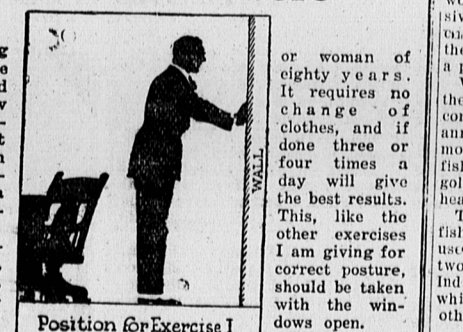 WALL
Position for Exercise I
or woman of
eighty years.
It requires no
change of
clothes, and if
done three or
four times a
day will give
the best results.
This, like the
other exercises
I am giving for
correct posture,
should be taken
with the win-
dows open.